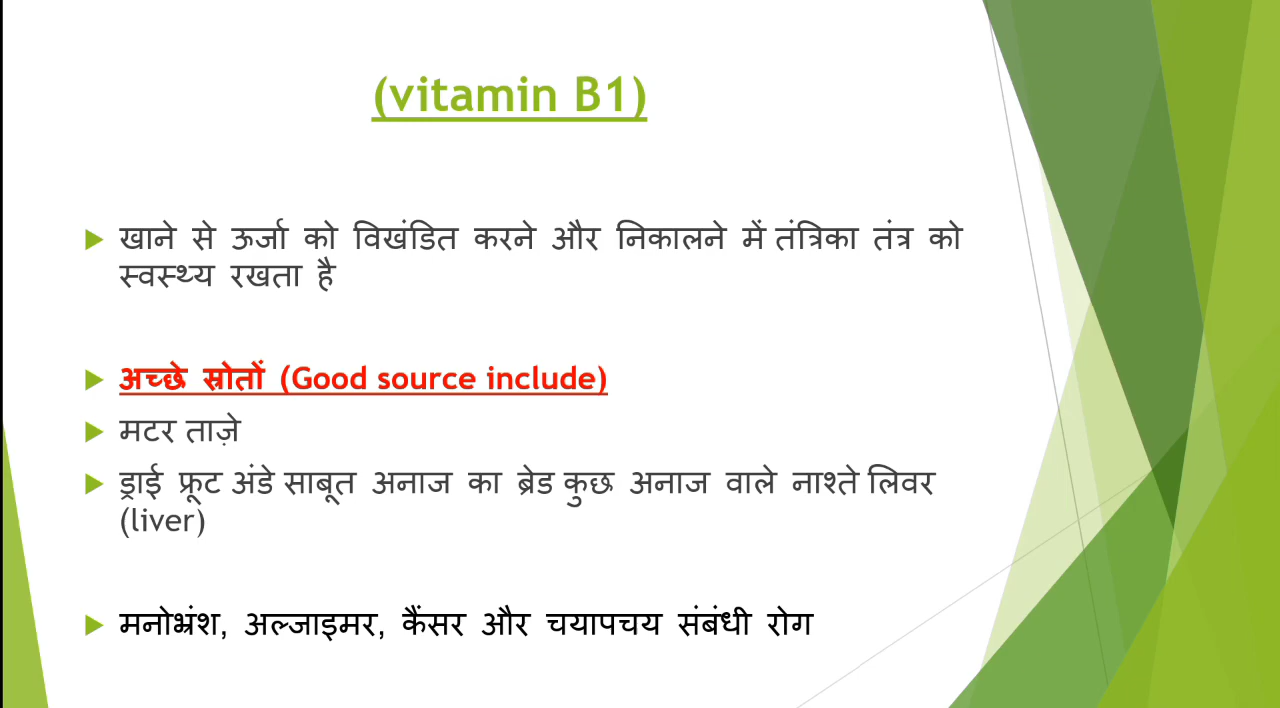 (vitamin B1)
खाने से ऊर्जा को विखंडित करने और निकालने में तंत्रिका तंत्र को
स्वस्थ्य रखता है
अच्छे स्रोतों (Good source include)
मटर ताज़े
ड्राई फ्रूट अंडे साबूत अनाज का ब्रेड कुछ अनाज वाले नाश्ते लिवर
(liver)
मनोभ्रंश, अल्जाइमर, कैंसर और चयापचय संबंधी रोग